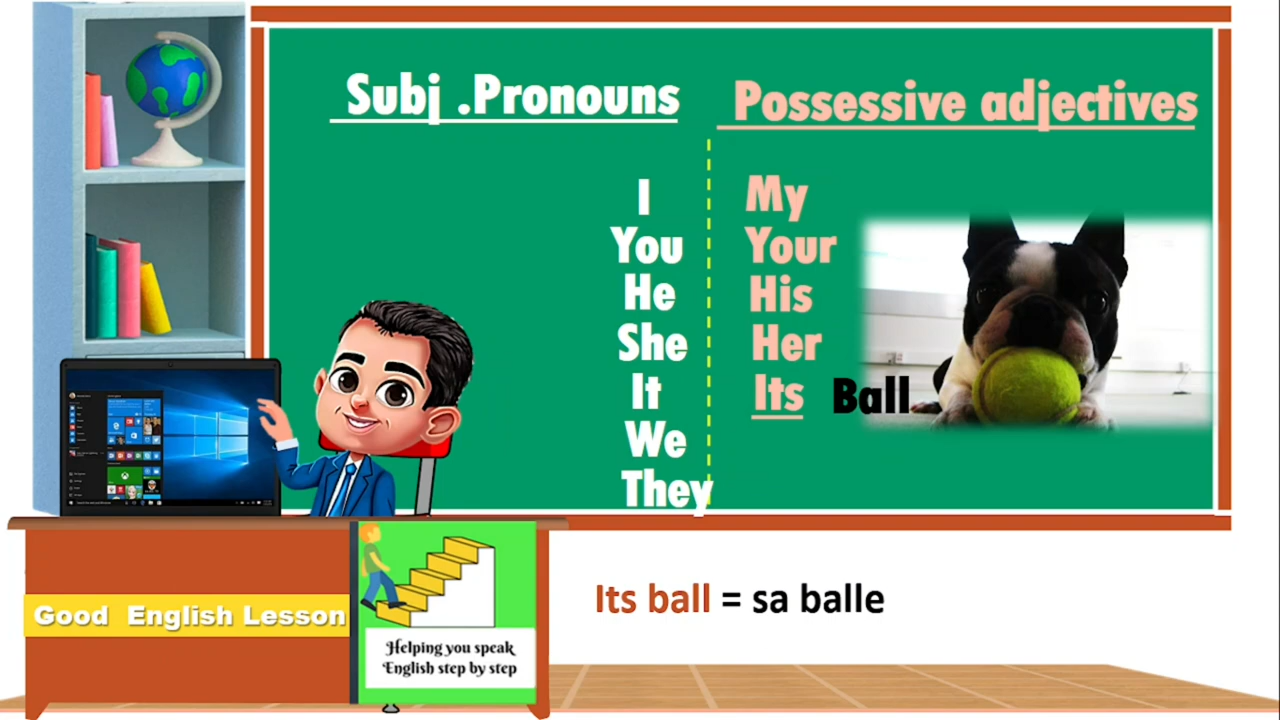 Subj .Pronouns
Possessive adjectives
I My
You Your
He His
She Her
It Its Ball
We
They
Its ball = sa balle
Good English Lesson
Helping you speak
English step by step